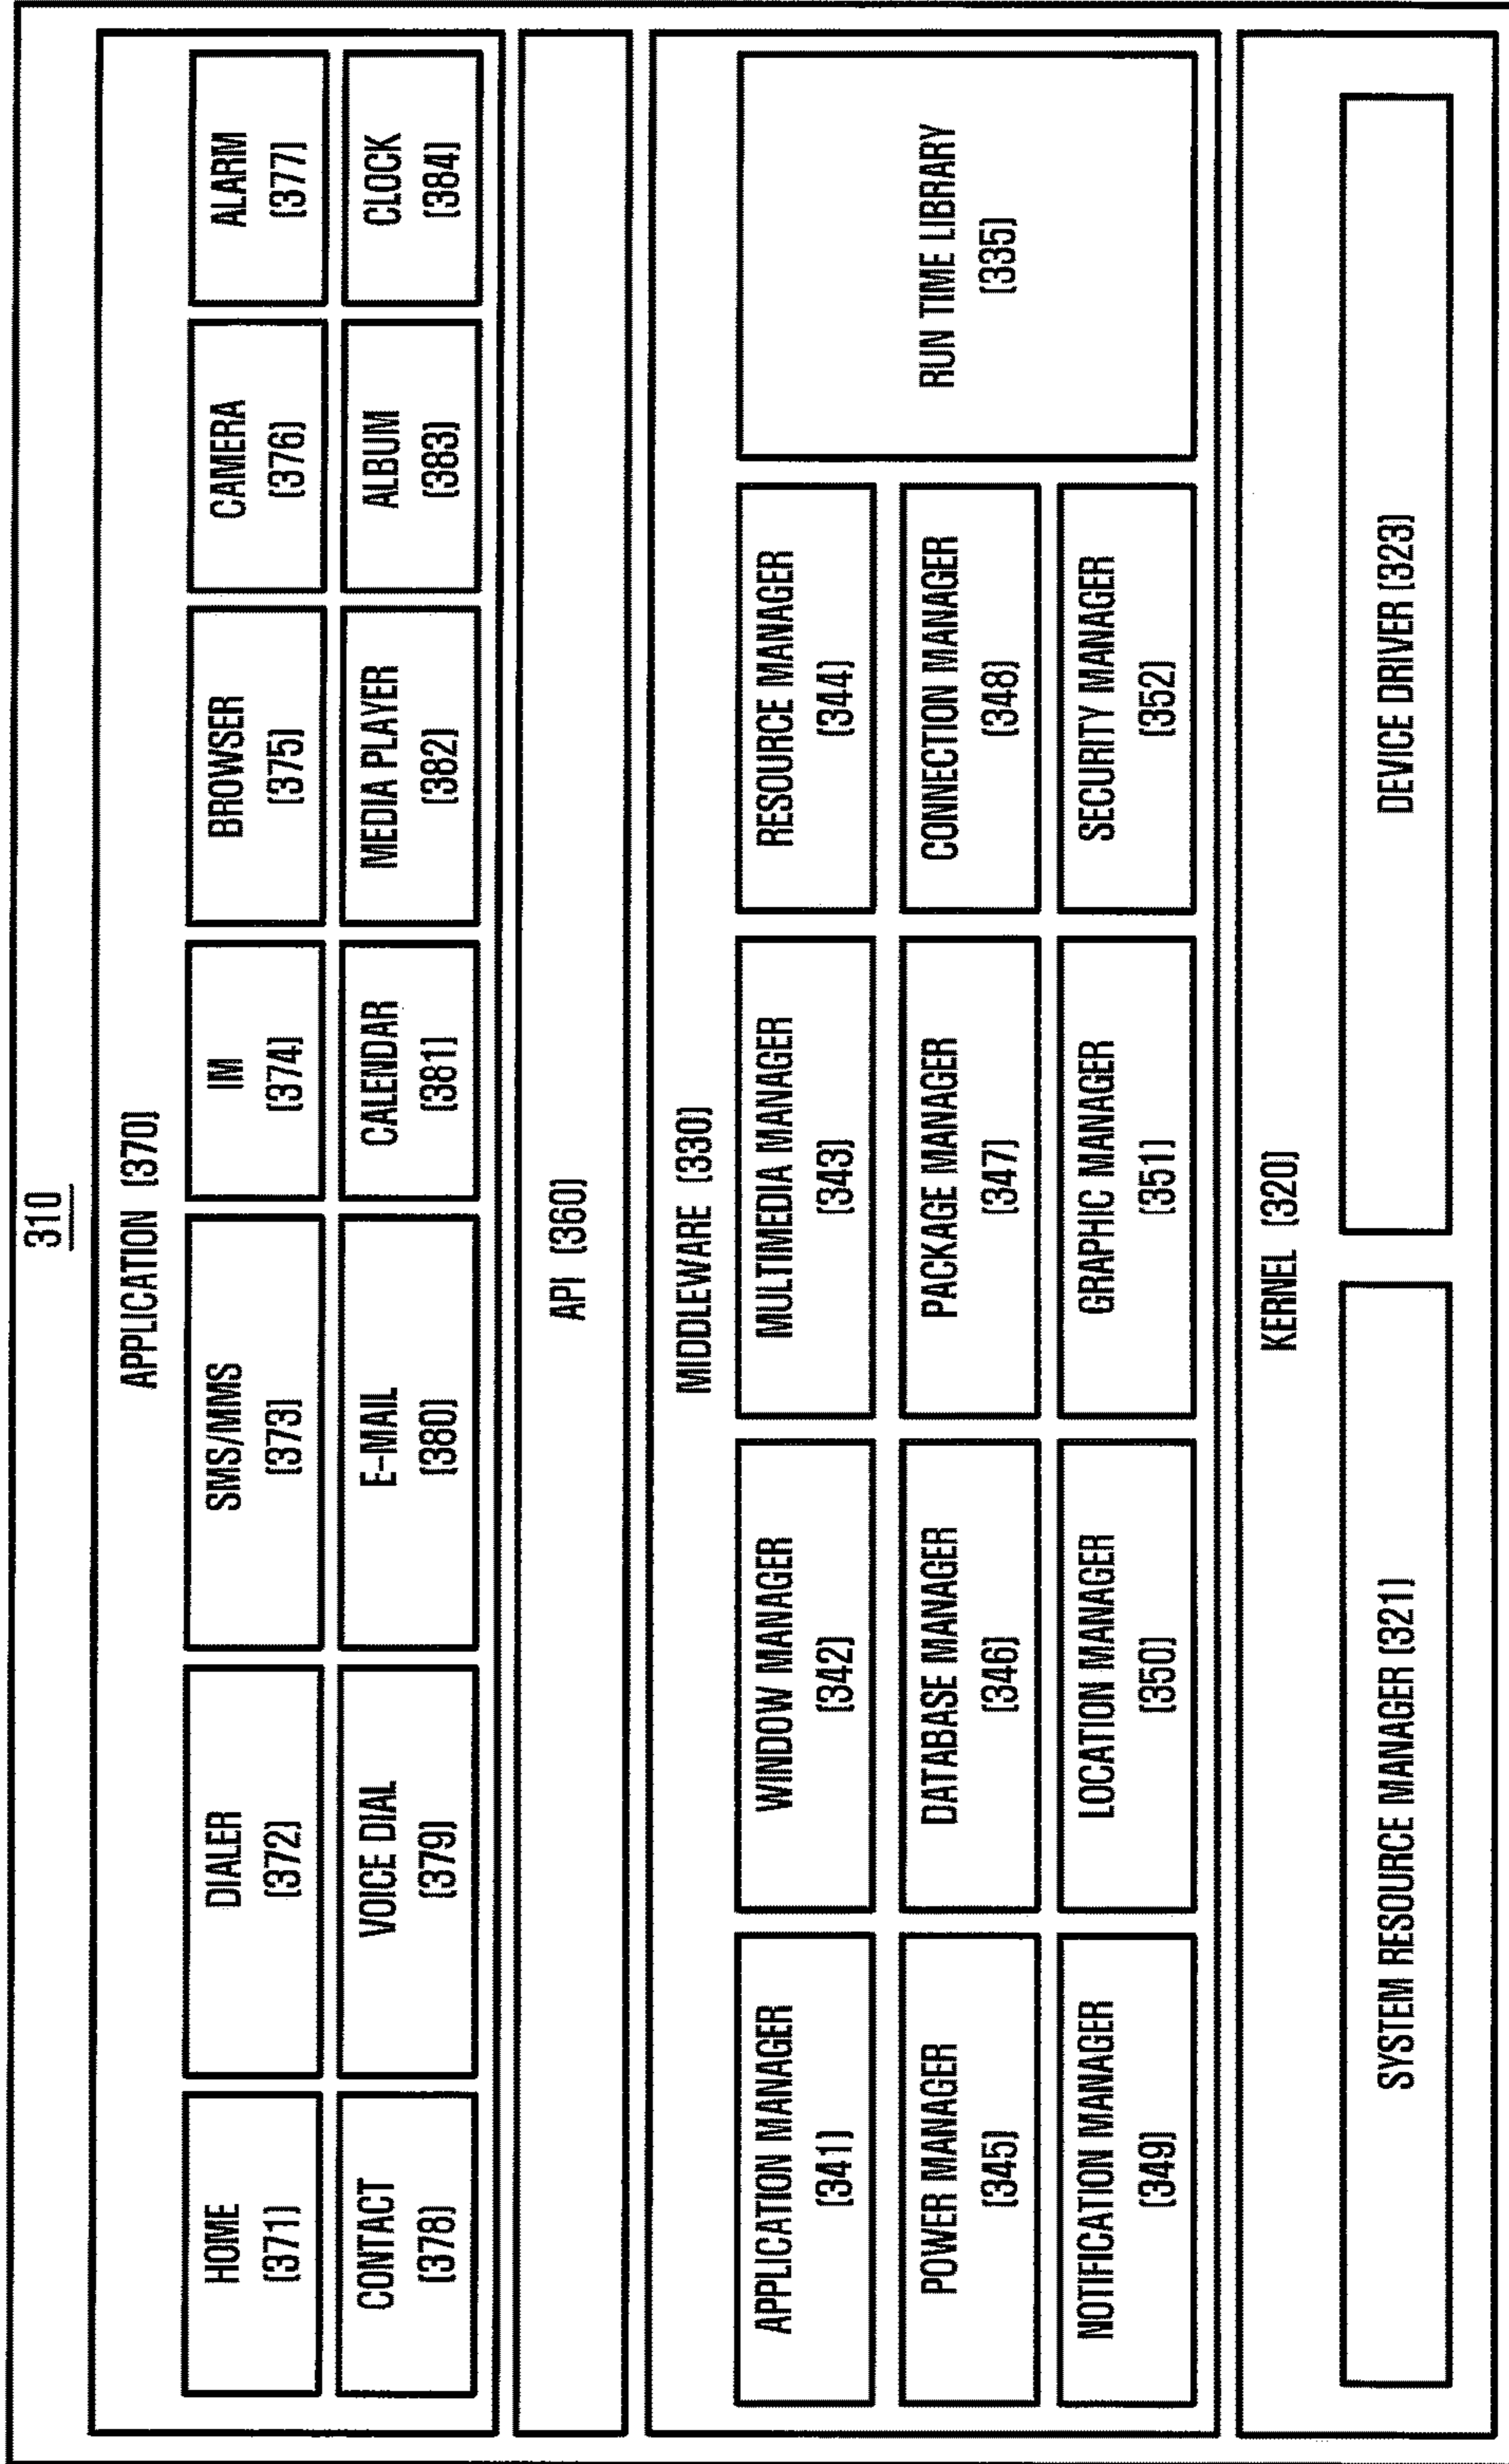 310
APPLICATION (370)
HOME
(371)
DIALER
(372)
SMS/MMS
(373)
IM
(374)
BROWSER
(375)
CAMERA
(376)
ALARM
(377)
CONTACT
(378)
VOICE DIAL
(379)
E-MAIL
(380)
CALENDAR
(381)
MEDIA PLAYER
(382)
ALBUM
(383)
CLOCK
(384)
API (360)
MIDDLEWARE (330)
APPLICATION MANAGER
(341)
WINDOW MANAGER
(342)
MULTIMEDIA MANAGER
(343)
RESOURCE MANAGER
(344)
POWER MANAGER
(345)
DATABASE MANAGER
(346)
PACKAGE MANAGER
(347)
CONNECTION MANAGER
(348)
NOTIFICATION MANAGER
(349)
LOCATION MANAGER
(350)
GRAPHIC MANAGER
(351)
SECURITY MANAGER
(352)
RUN TIME LIBRARY
(335)
KERNEL (320)
SYSTEM RESOURCE MANAGER (321)
DEVICE DRIVER (323)